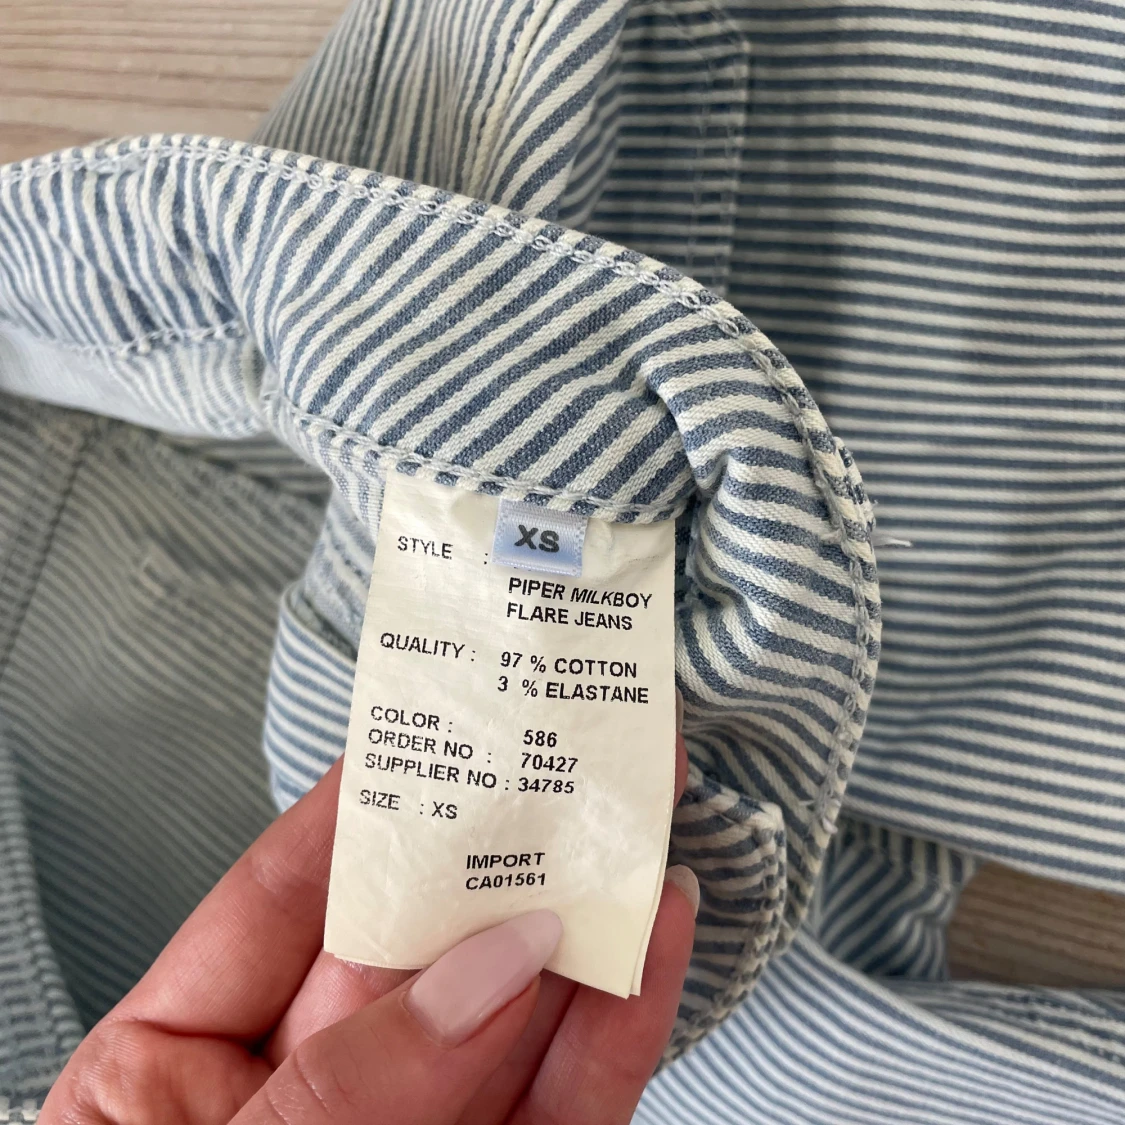 XS
STYLE :
PIPER MILKBOY
FLARE JEANS
QUALITY : 97 % COTTON
3 % ELASTANE
COLOR : 586
ORDER NO : 70427
SUPPLIER NO : 34785
SIZE : XS
IMPORT
CA01561